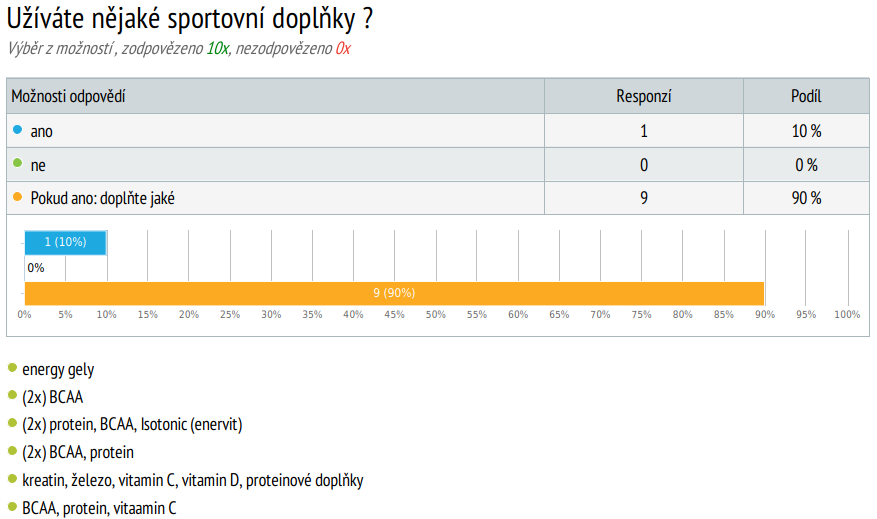 Užíváte nějaké sportovní doplňky ?
Výběr z možností , zodpovězeno 10x, nezodpovězeno 0x
Možnosti odpovědí Responzí Podíl
ano 1 10 %
ne 0 0 %
Pokud ano: doplňte jaké 9 90 %
1 (10%)
0%
9 (90%)
0% 5% 10% 15% 20% 25% 30% 35% 40% 45% 50% 55% 60% 65% 70% 75% 80% 85% 90% 95% 100%
energy gely
(2x) BCAA
(2x) protein, BCAA, Isotonic (enervit)
(2x) BCAA, protein
kreatin, železo, vitamin C, vitamin D, proteinové doplňky
BCAA, protein, vitaamin C